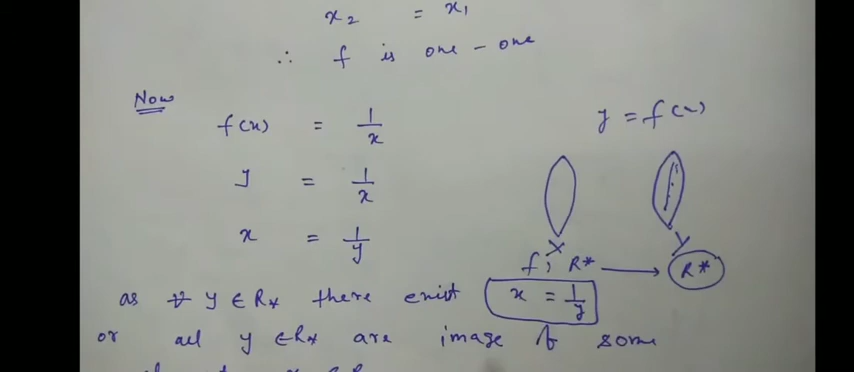 x₂ = x₁
∴ f is one-one
Now
f(x) = 1/x
y = f(x)
y = 1/x
x = 1/y
X Y
f; R* → R*
as ∀ y ∈ R* there exist x = 1/y
or all y ∈ R* are image of some